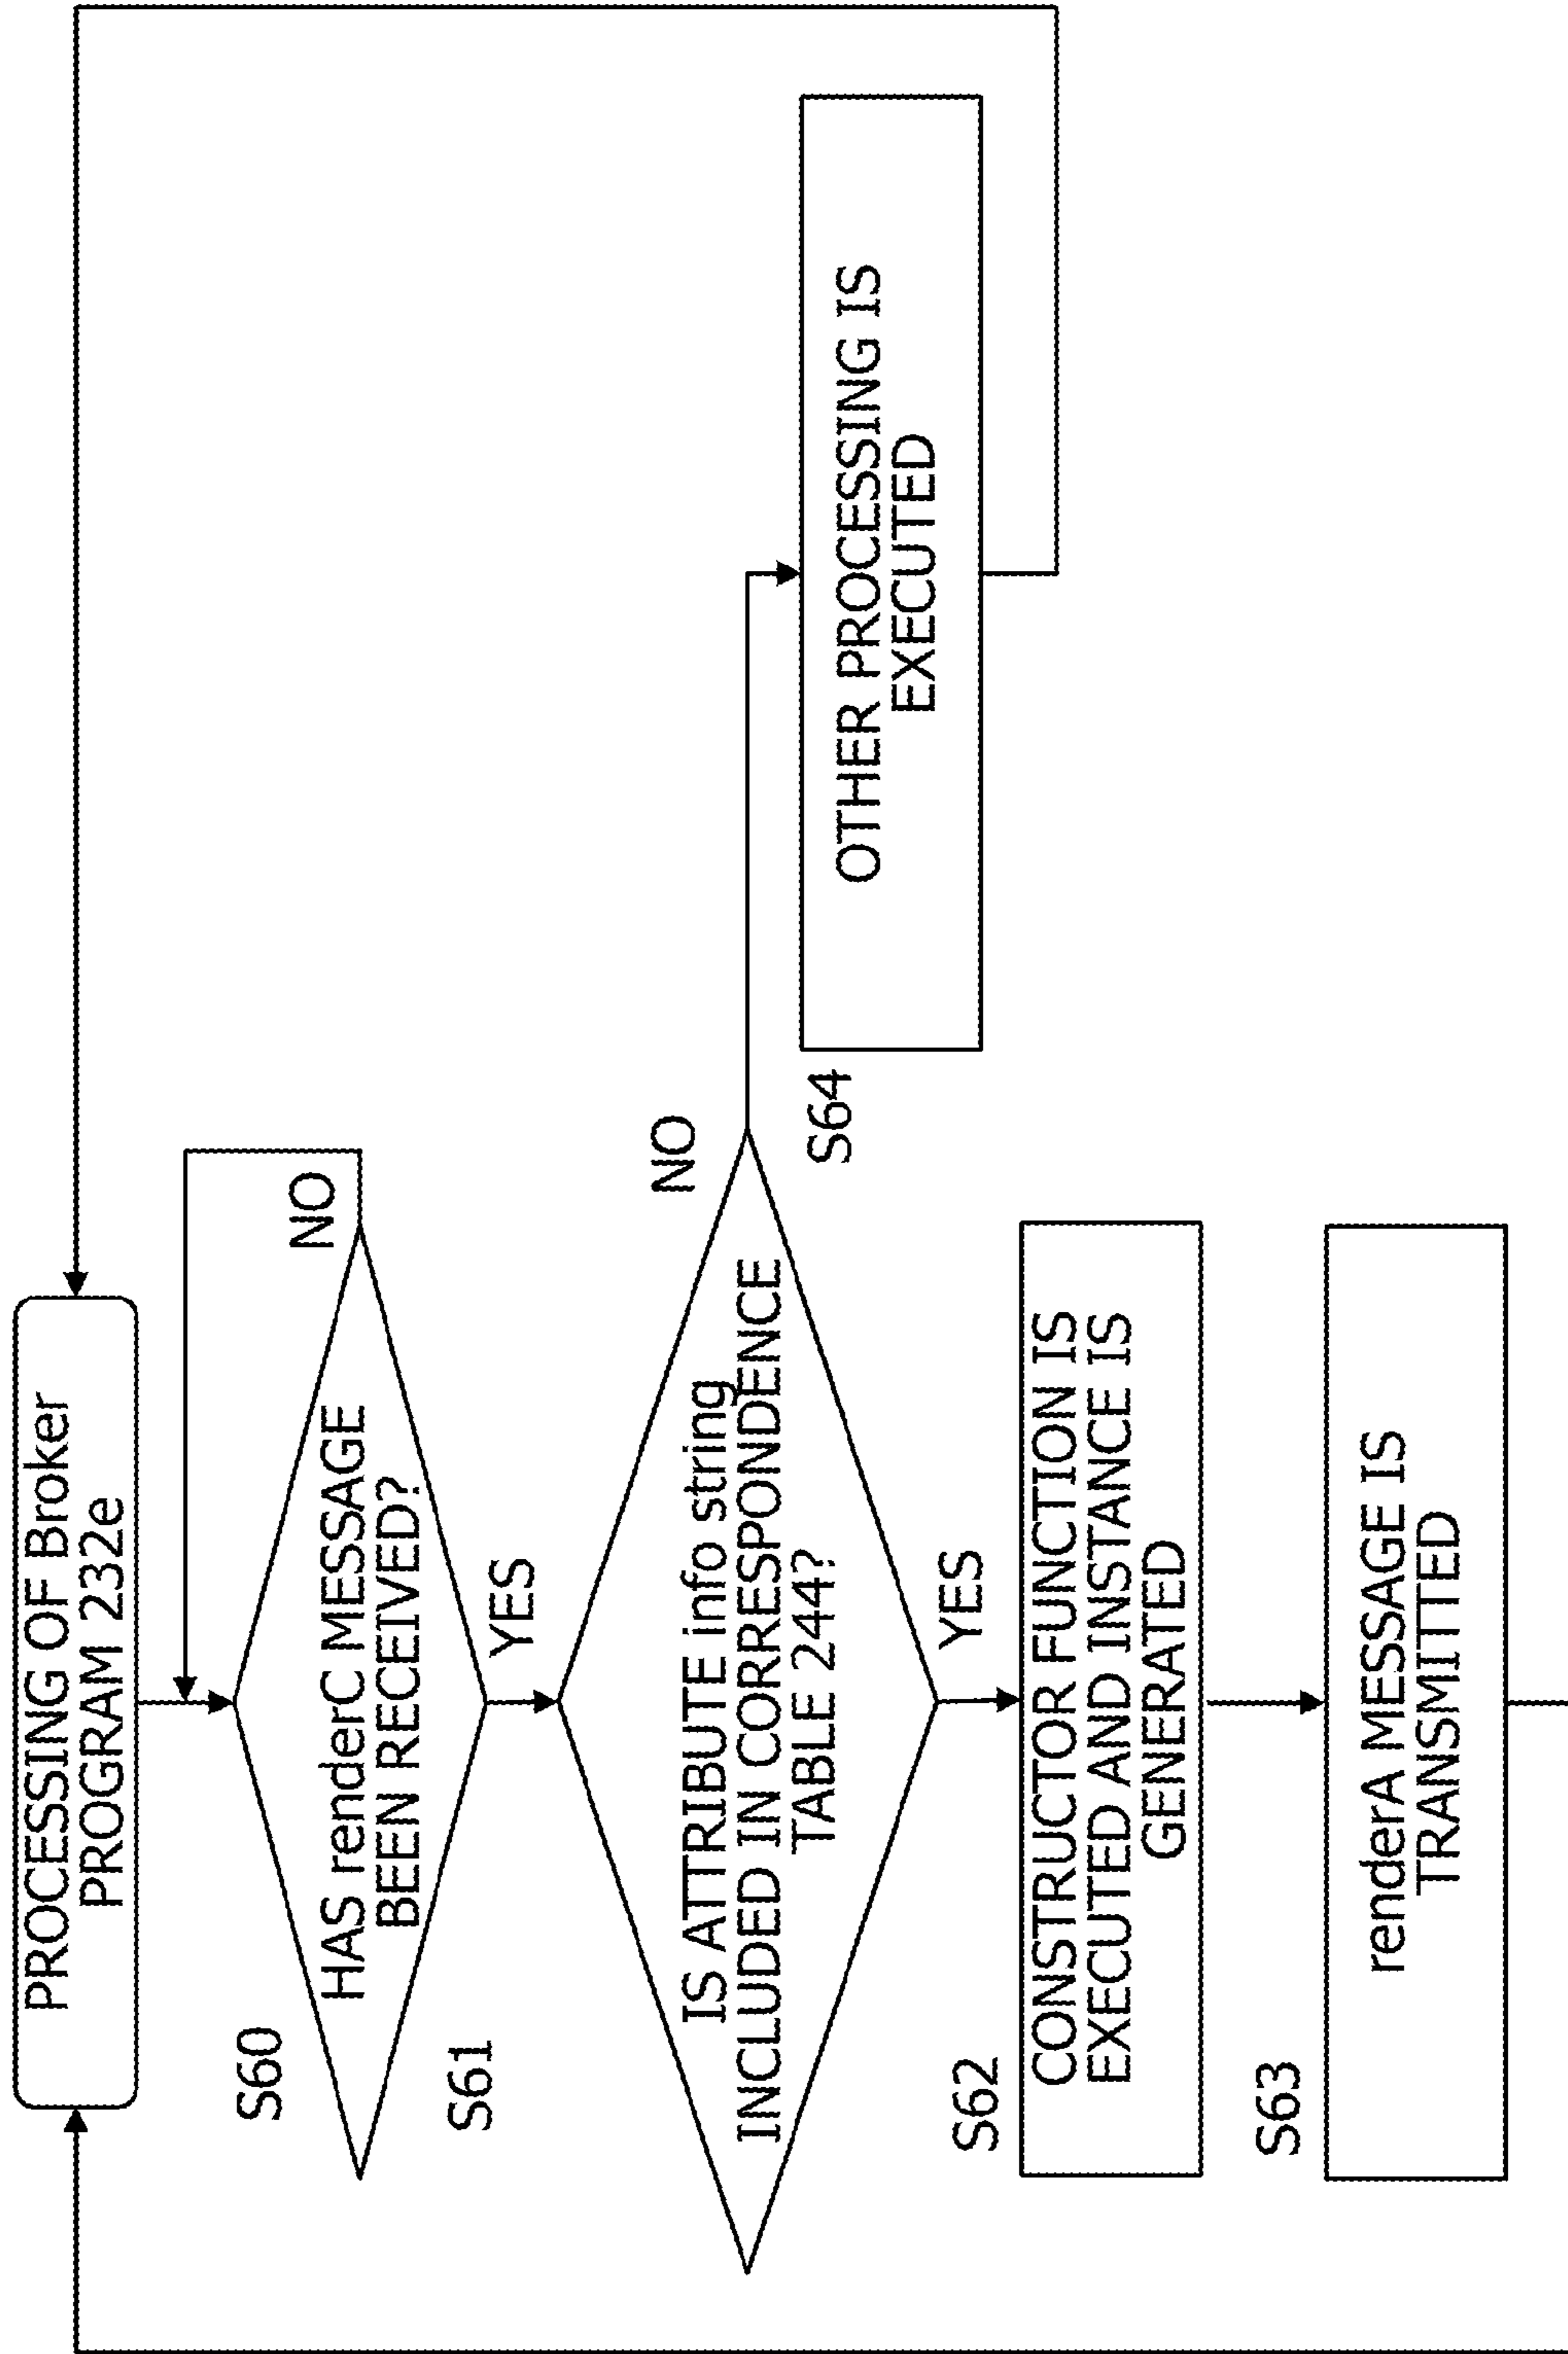 PROCESSING OF Broker
PROGRAM 232e
S60
HAS renderC MESSAGE
BEEN RECEIVED?
NO
YES
S61
IS ATTRIBUTE info string
INCLUDED IN CORRESPONDENCE
TABLE 244?
NO
YES
S62
CONSTRUCTOR FUNCTION IS
EXECUTED AND INSTANCE IS
GENERATED
S64
OTHER PROCESSING IS
EXECUTED
S63
renderA MESSAGE IS
TRANSMITTED